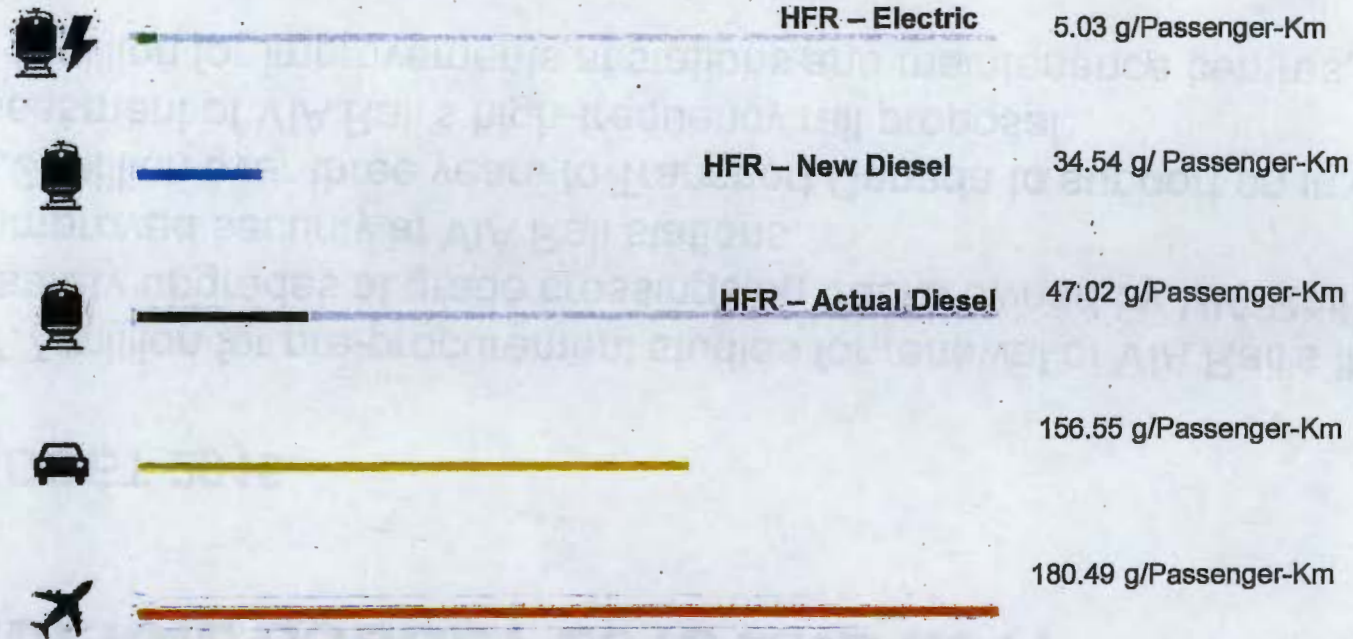 HFR – Electric 5.03 g/Passenger-Km
HFR – New Diesel 34.54 g/ Passenger-Km
HFR – Actual Diesel 47.02 g/Passemger-Km
156.55 g/Passenger-Km
180.49 g/Passenger-Km